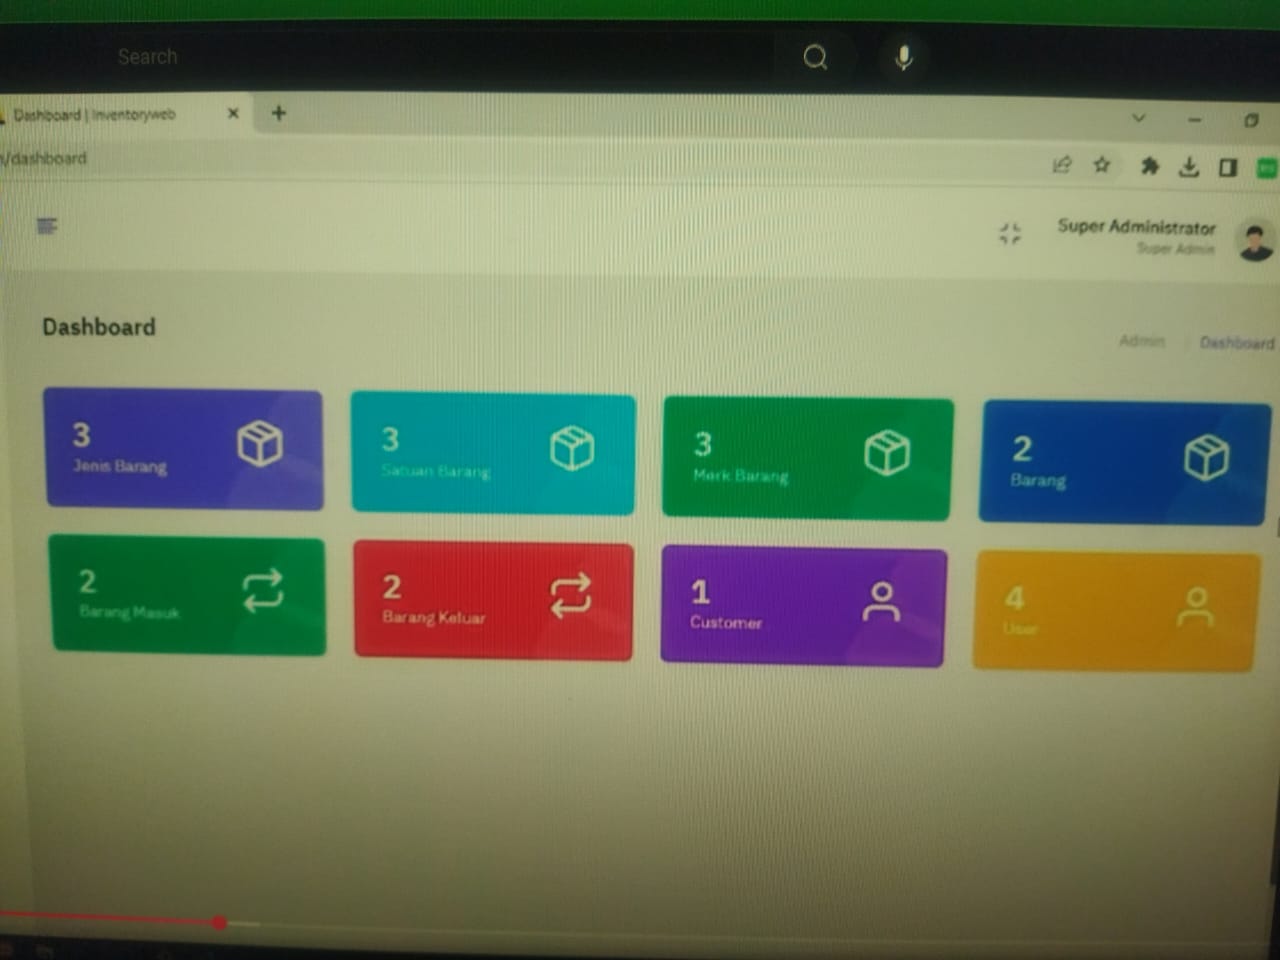 Search
Dashboard | Inventoryweb
/dashboard
Super Administrator
Super Admin
Dashboard
Admin
Dashboard
3
Jenis Barang
3
Satuan Barang
3
Merk Barang
2
Barang
2
Barang Masuk
2
Barang Keluar
1
Customer
4
User